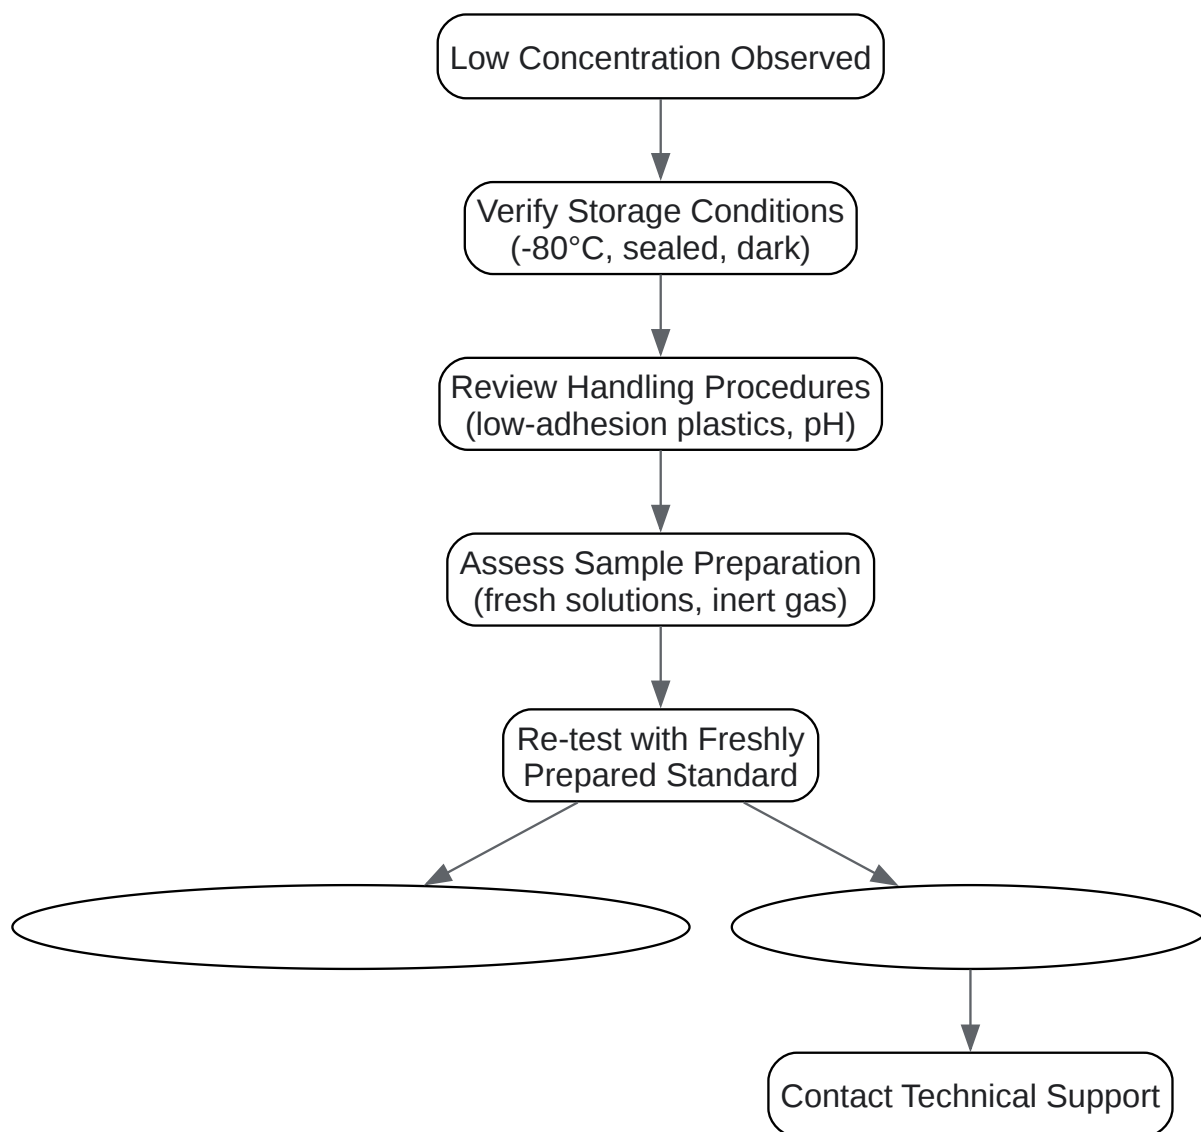 Low Concentration Observed
Verify Storage Conditions
(-80°C, sealed, dark)
Review Handling Procedures
(low-adhesion plastics, pH)
Assess Sample Preparation
(fresh solutions, inert gas)
Re-test with Freshly
Prepared Standard
Contact Technical Support